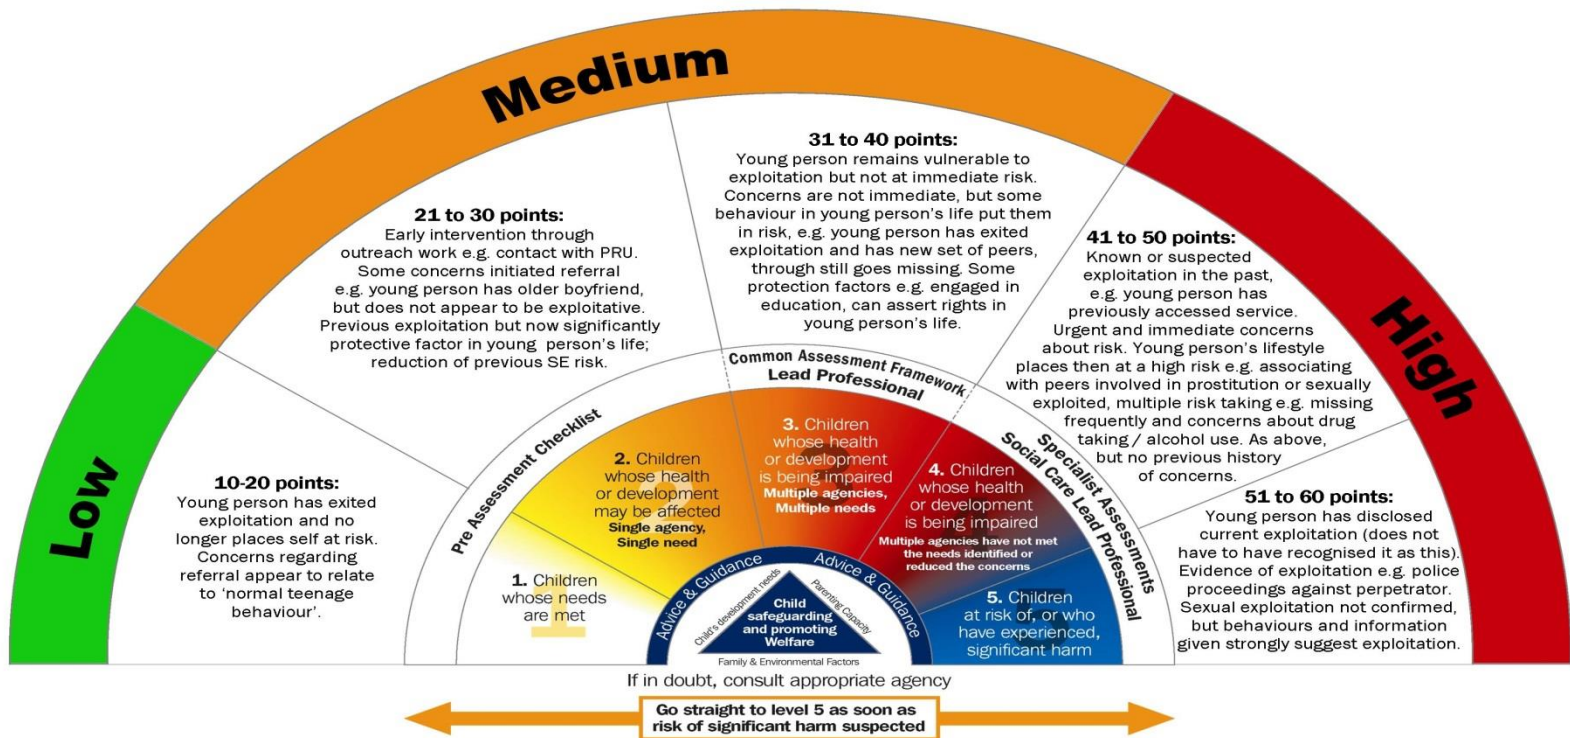 Low
Medium
High
10-20 points:
Young person has exited
exploitation and no
longer places self at risk.
Concerns regarding
referral appear to relate
to ‘normal teenage
behaviour’.
21 to 30 points:
Early intervention through
outreach work e.g. contact with PRU.
Some concerns initiated referral
e.g. young person has older boyfriend,
but does not appear to be exploitative.
Previous exploitation but now significantly
protective factor in young person’s life;
reduction of previous SE risk.
31 to 40 points:
Young person remains vulnerable to
exploitation but not at immediate risk.
Concerns are not immediate, but some
behaviour in young person’s life put them
in risk, e.g. young person has exited
exploitation and has new set of peers,
through still goes missing. Some
protection factors e.g. engaged in
education, can assert rights in
young person’s life.
41 to 50 points:
Known or suspected
exploitation in the past,
e.g. young person has
previously accessed service.
Urgent and immediate concerns
about risk. Young person’s lifestyle
places then at a high risk e.g. associating
with peers involved in prostitution or sexually
exploited, multiple risk taking e.g. missing
frequently and concerns about drug
taking / alcohol use. As above,
but no previous history
of concerns.
51 to 60 points:
Young person has disclosed
current exploitation (does not
have to have recognised it as this).
Evidence of exploitation e.g. police
proceedings against perpetrator.
Sexual exploitation not confirmed,
but behaviours and information
given strongly suggest exploitation.
Pre Assessment Checklist
Common Assessment Framework
Lead Professional
Specialist Assessments
Social Care Lead Professional
1
1. Children
whose needs
are met
2
2. Children
whose health
or development
may be affected
Single agency,
Single need
3
3. Children
whose health
or development
is being impaired
Multiple agencies,
Multiple needs
4
4. Children
whose health
or development
is being impaired
Multiple agencies have not met
the needs identified or
reduced the concerns
5
5. Children
at risk of, or who
have experienced,
significant harm
Advice & Guidance
Advice & Guidance
Child's development needs
Parenting Capacity
Child
safeguarding
and promoting
Welfare
Family & Environmental Factors
If in doubt, consult appropriate agency
Go straight to level 5 as soon as
risk of significant harm suspected